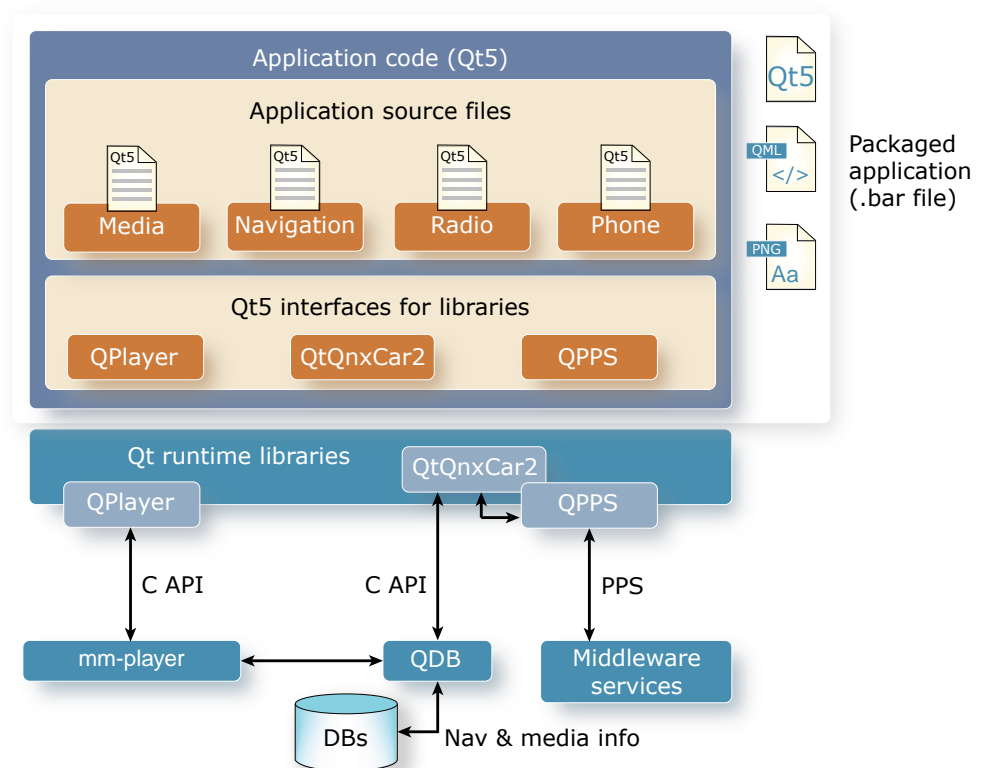 Application code (Qt5)
Application source files
Qt5
Qt5
Qt5
Qt5
Media
Navigation
Radio
Phone
Qt5 interfaces for libraries
QPlayer
QtQnxCar2
QPPS
Qt5
QML
</>
PNG
Aa
Packaged
application
(.bar file)
Qt runtime libraries
QtQnxCar2
QPlayer
QPPS
C API
C API
PPS
mm-player
QDB
Middleware
services
DBs
Nav & media info